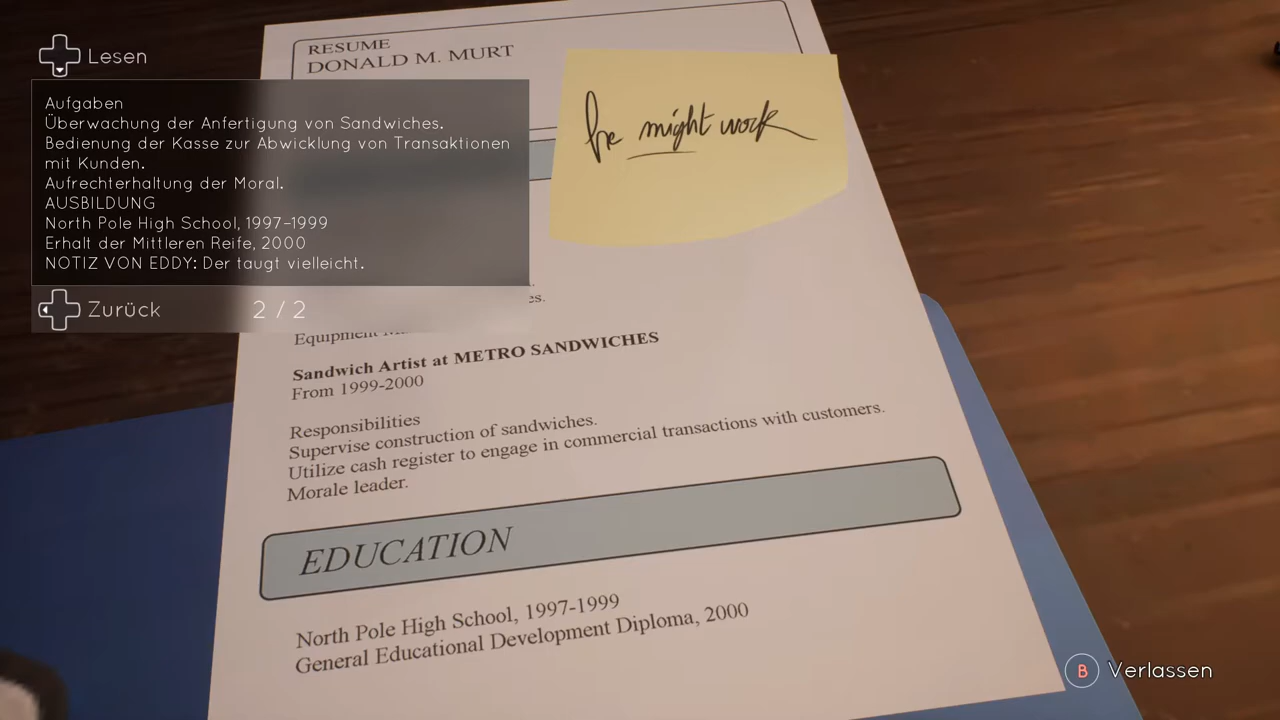 Lesen
Aufgaben
Überwachung der Anfertigung von Sandwiches.
Bedienung der Kasse zur Abwicklung von Transaktionen
mit Kunden.
Aufrechterhaltung der Moral.
AUSBILDUNG
North Pole High School, 1997–1999
Erhalt der Mittleren Reife, 2000
NOTIZ VON EDDY: Der taugt vielleicht.
Zurück 2 / 2
RESUME
DONALD M. MURT
he might work
Equipment
Sandwich Artist at METRO SANDWICHES
From 1999-2000
Responsibilities
Supervise construction of sandwiches.
Utilize cash register to engage in commercial transactions with customers.
Morale leader.
EDUCATION
North Pole High School, 1997-1999
General Educational Development Diploma, 2000
B Verlassen